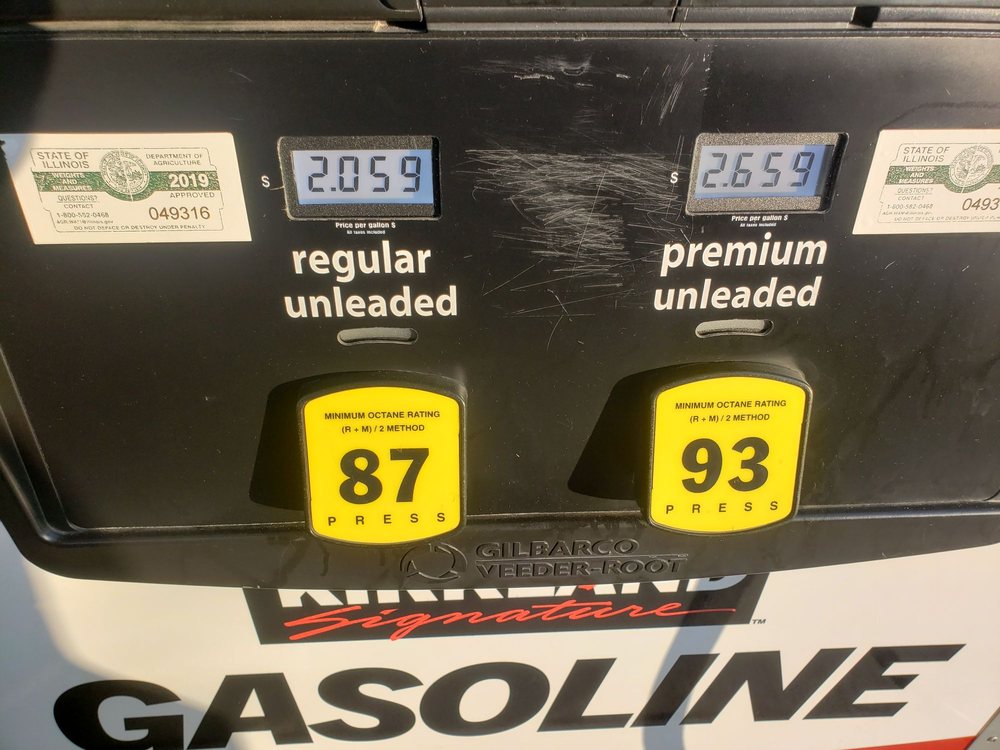 STATE OF
ILLINOIS
DEPARTMENT OF
AGRICULTURE
WEIGHTS
AND
MEASURES
2019
APPROVED
QUESTIONS?
CONTACT
1-800-582-0468
049316
DO NOT DEFACE OR DESTROY UNDER PENALTY
$ 2.059
Price per gallon $
All taxes included
regular
unleaded
$ 2.659
Price per gallon $
All taxes included
premium
unleaded
STATE OF
ILLINOIS
WEIGHTS
AND
MEASURES
QUESTIONS?
CONTACT
1-800-582-0468
0493
MINIMUM OCTANE RATING
(R + M) / 2 METHOD
87
PRESS
MINIMUM OCTANE RATING
(R + M) / 2 METHOD
93
PRESS
GILBARCO
VEEDER-ROOT
KIRKLAND
Signature ™
GASOLINE